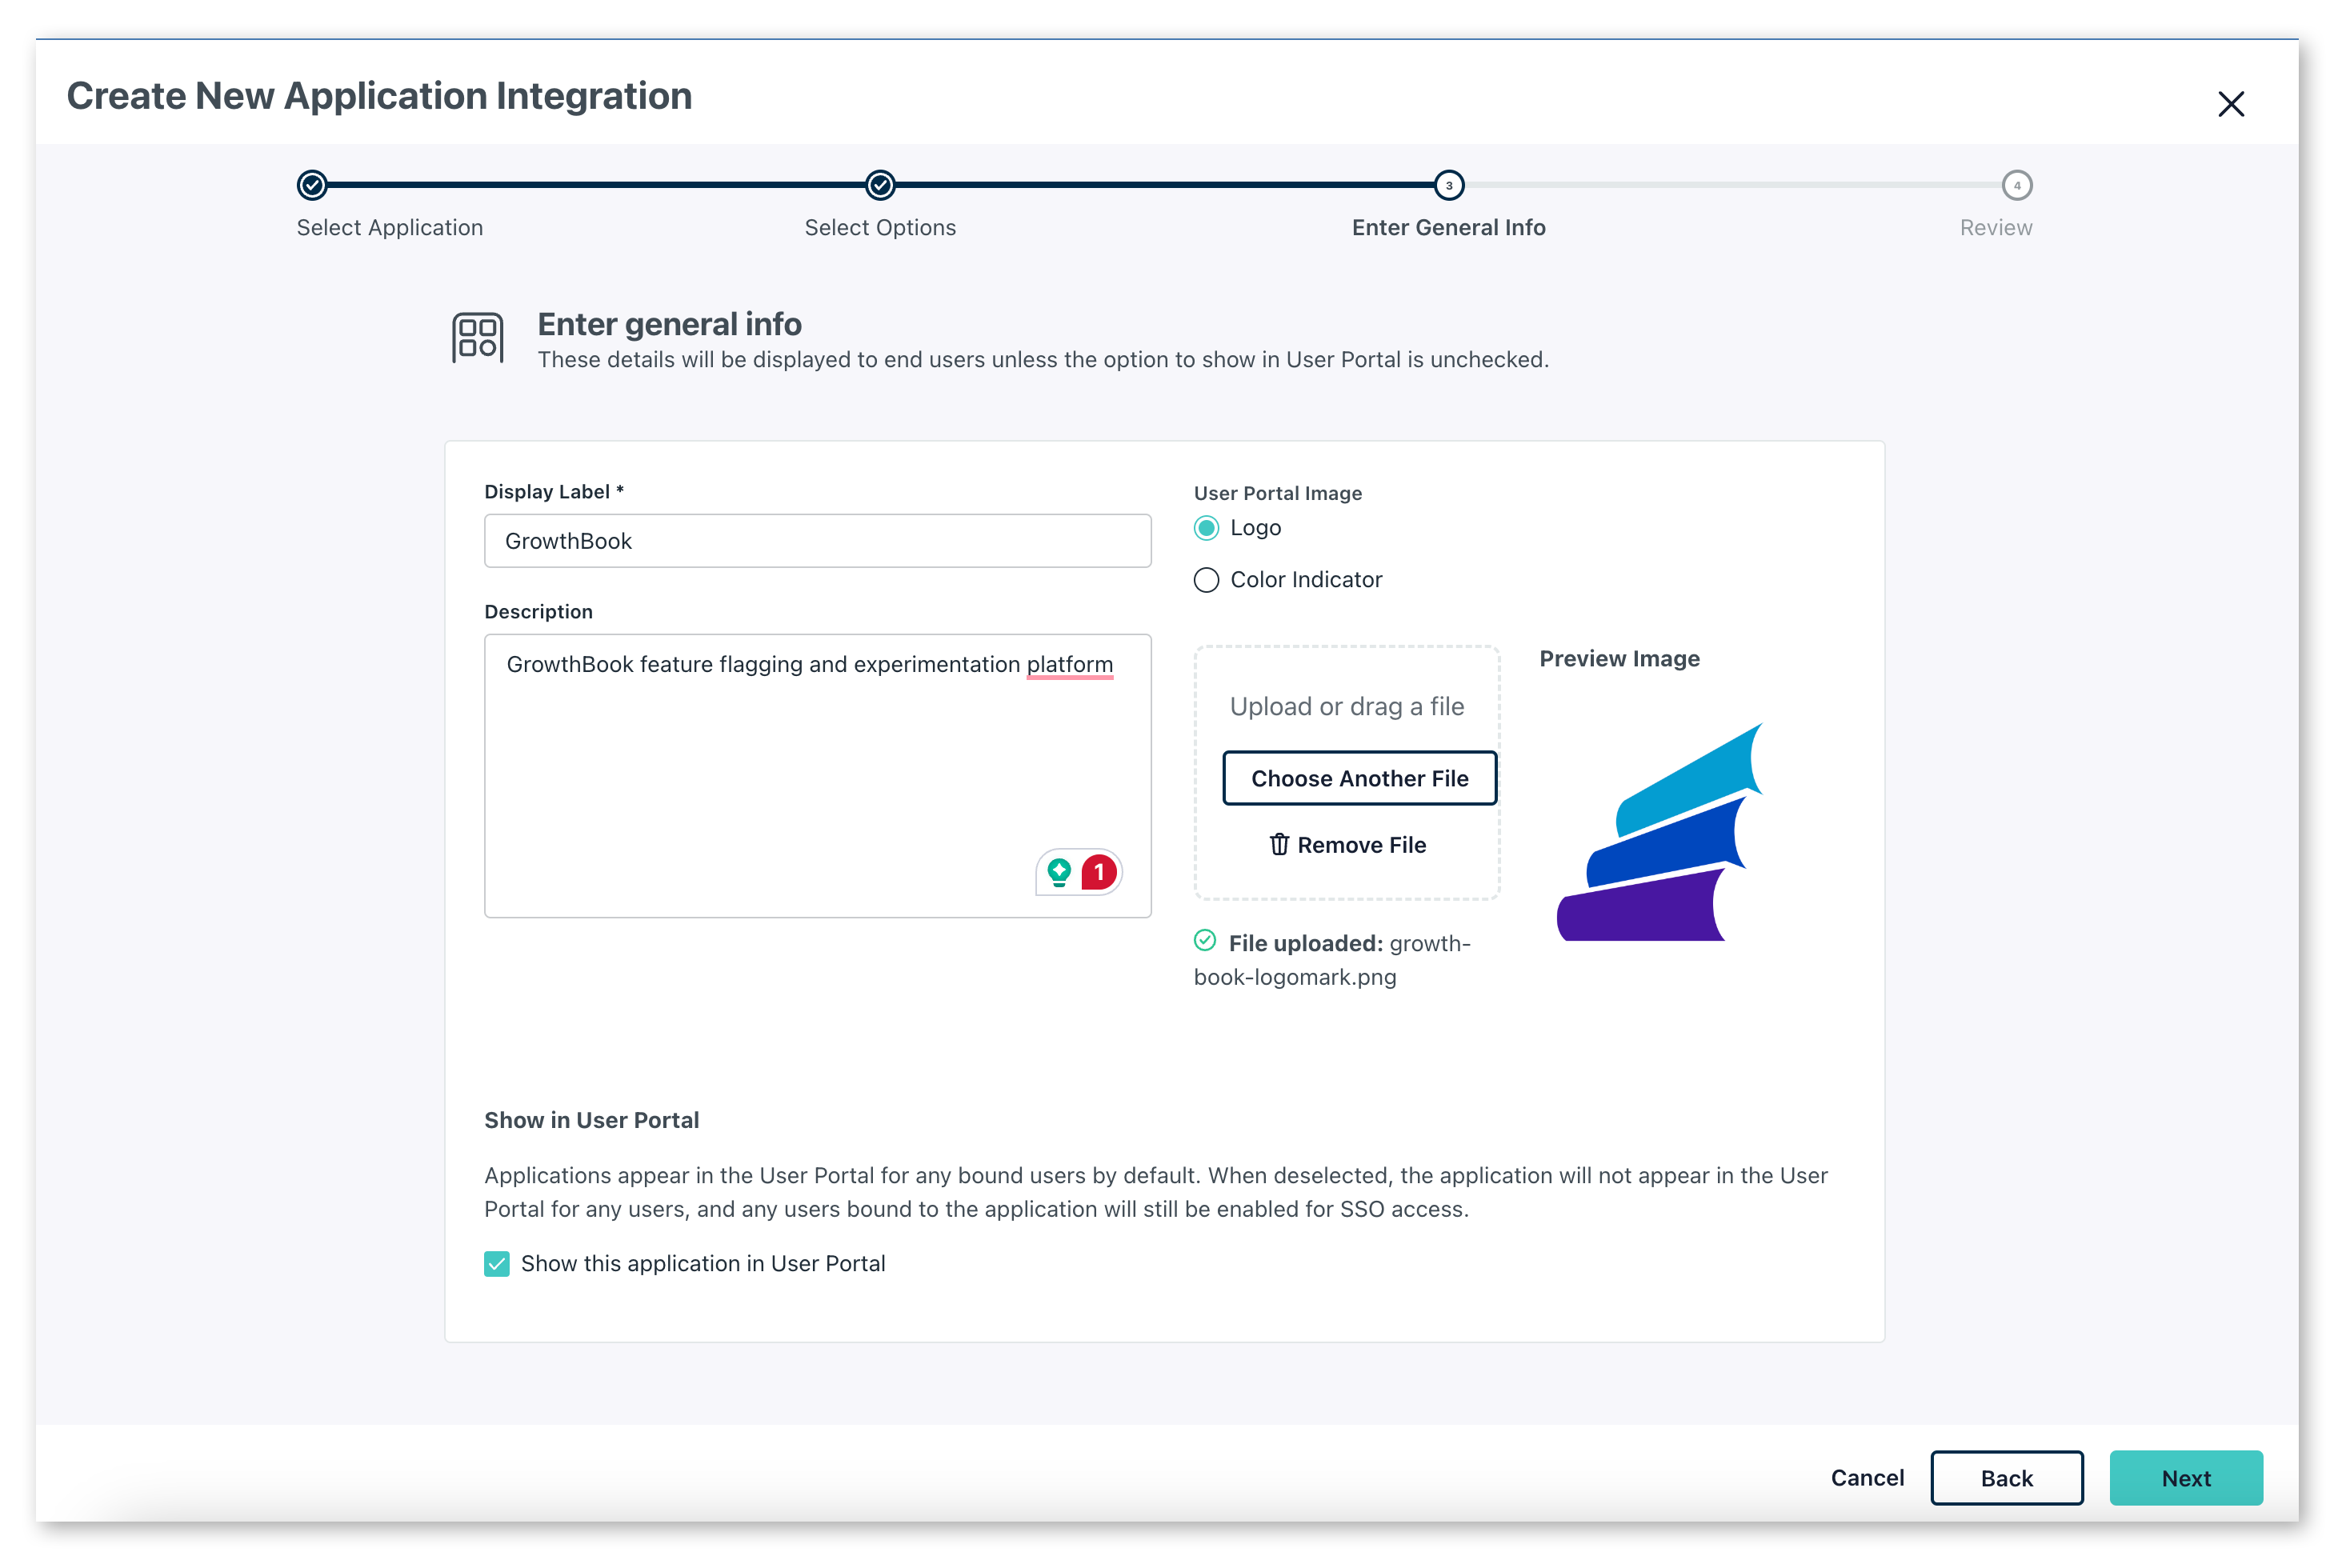 Create New Application Integration
3
4
Select Application
Select Options
Enter General Info
Review
Enter general info
These details will be displayed to end users unless the option to show in User Portal is unchecked.
Display Label *
GrowthBook
Description
GrowthBook feature flagging and experimentation platform
1
User Portal Image
Logo
Color Indicator
Upload or drag a file
Choose Another File
Remove File
File uploaded: growth-
book-logomark.png
Preview Image
Show in User Portal
Applications appear in the User Portal for any bound users by default. When deselected, the application will not appear in the User
Portal for any users, and any users bound to the application will still be enabled for SSO access.
Show this application in User Portal
Cancel
Back
Next